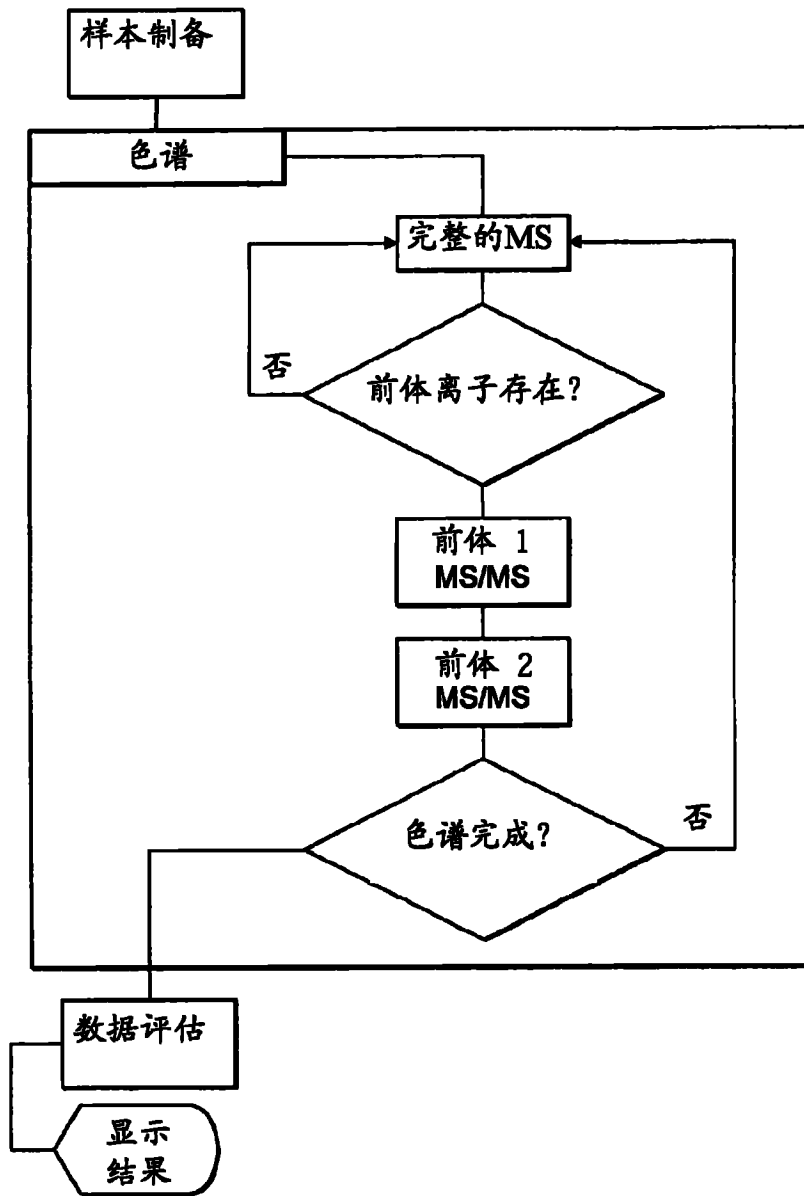 样本制备
色谱
完整的MS
否
前体离子存在?
前体 1
MS/MS
前体 2
MS/MS
色谱完成?
否
数据评估
显示
结果